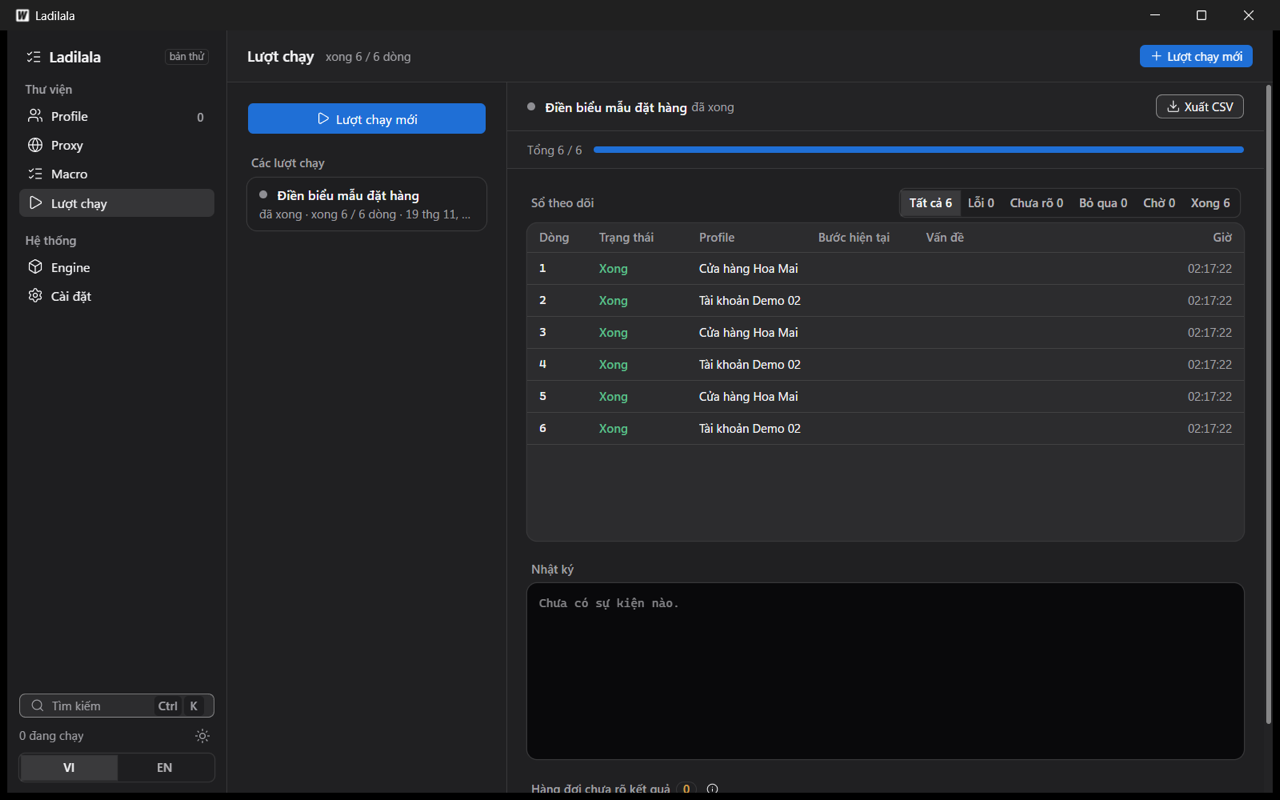 Ladilala
Ladilala
bản thử
Thư viện
Profile 0
Proxy
Macro
Lượt chạy
Hệ thống
Engine
Cài đặt
Tìm kiếm Ctrl K
0 đang chạy
VI EN
Lượt chạy xong 6 / 6 dòng
+ Lượt chạy mới
Lượt chạy mới
Các lượt chạy
Điền biểu mẫu đặt hàng
đã xong · xong 6 / 6 dòng · 19 thg 11, ...
Điền biểu mẫu đặt hàng đã xong
Xuất CSV
Tổng 6 / 6
Sổ theo dõi
Tất cả 6 Lỗi 0 Chưa rõ 0 Bỏ qua 0 Chờ 0 Xong 6
Dòng Trạng thái Profile Bước hiện tại Vấn đề Giờ
1 Xong Cửa hàng Hoa Mai 02:17:22
2 Xong Tài khoản Demo 02 02:17:22
3 Xong Cửa hàng Hoa Mai 02:17:22
4 Xong Tài khoản Demo 02 02:17:22
5 Xong Cửa hàng Hoa Mai 02:17:22
6 Xong Tài khoản Demo 02 02:17:22
Nhật ký
Chưa có sự kiện nào.
Hàng đợi chưa rõ kết quả 0